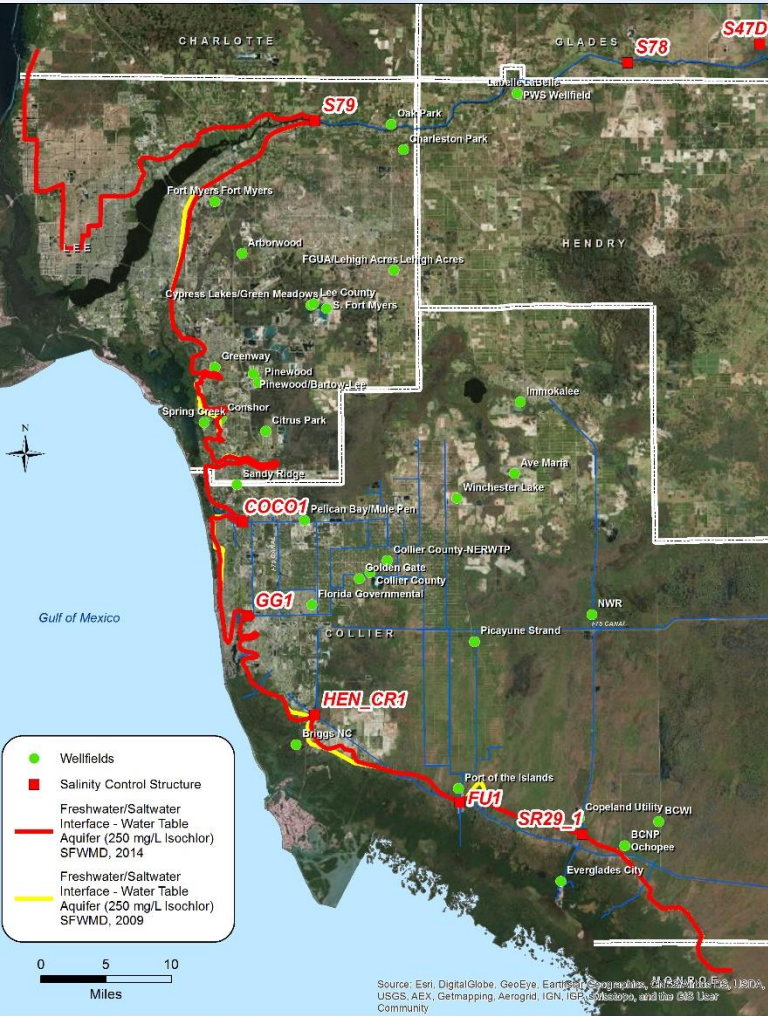 CHARLOTTE
GLADES
S47D
S78
Labelle LaBelle
PWS Wellfield
S79
Oak Park
Charleston Park
Fort Myers Fort Myers
LEE
HENDRY
Arborwood
FGUA/Lehigh Acres Lehigh Acres
Cypress Lakes/Green Meadows Lee County
S. Fort Myers
Greenway
Pinewood
Pinewood/Bartow-Lee
Immokalee
Spring Creek
Conshor
Citrus Park
N
Sandy Ridge
Ave Maria
Winchester Lake
COCO1
Pelican Bay/Mule Pen
Collier County-NERWTP
Golden Gate
Collier County
Florida Governmental
GG1
NWR
Gulf of Mexico
COLLIER
Picayune Strand
HEN_CR1
Briggs NC
Port of the Islands
FU1
Copeland Utility
BCWI
SR29_1
BCNP
Ochopee
Everglades City
Wellfields
Salinity Control Structure
Freshwater/Saltwater
Interface - Water Table
Aquifer (250 mg/L Isochlor)
SFWMD, 2014
Freshwater/Saltwater
Interface - Water Table
Aquifer (250 mg/L Isochlor)
SFWMD, 2009
0 5 10
Miles
MONROE
Source: Esri, DigitalGlobe, GeoEye, Earthstar Geographics, CNES/Airbus DS, USDA,
USGS, AEX, Getmapping, Aerogrid, IGN, IGP, swisstopo, and the GIS User
Community